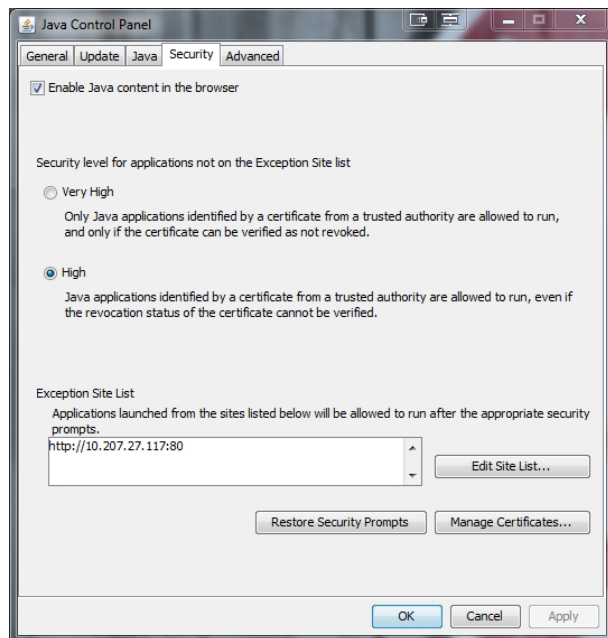 Java Control Panel
General Update Java Security Advanced
Enable Java content in the browser
Security level for applications not on the Exception Site list
Very High
Only Java applications identified by a certificate from a trusted authority are allowed to run,
and only if the certificate can be verified as not revoked.
High
Java applications identified by a certificate from a trusted authority are allowed to run, even if
the revocation status of the certificate cannot be verified.
Exception Site List
Applications launched from the sites listed below will be allowed to run after the appropriate security
prompts.
http://10.207.27.117:80
Edit Site List...
Restore Security Prompts Manage Certificates...
OK Cancel Apply